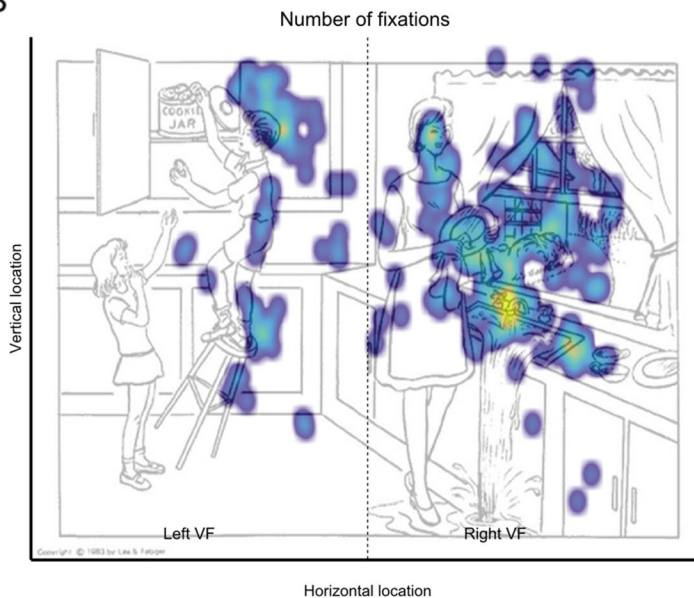 Number of fixations
COOKIE
JAR
Vertical location
Left VF
Right VF
Copyright © 1983 by Lea & Febiger
Horizontal location